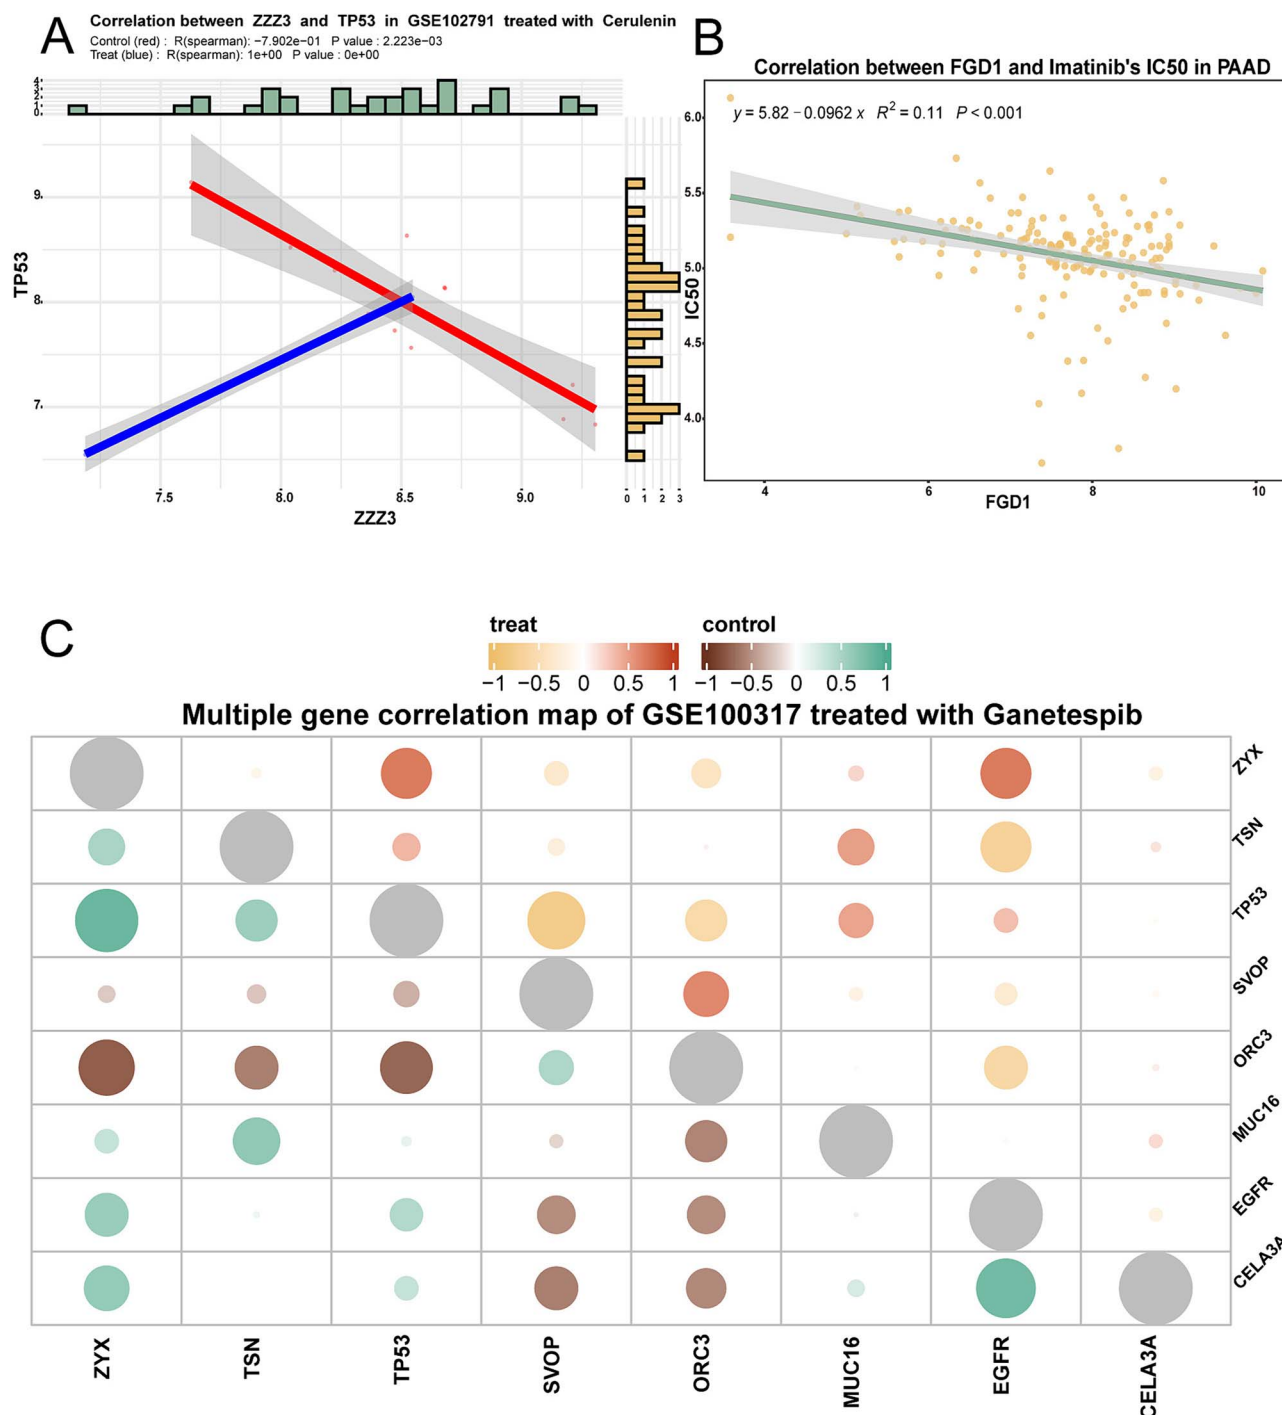 A
Correlation between ZZZ3 and TP53 in GSE102791 treated with Cerulenin
Control (red) : R(spearman): −7.902e−01 P value : 2.223e−03
Treat (blue) : R(spearman): 1e+00 P value : 0e+00
4
3
2
1
0
9
8
7
TP53
7.5 8.0 8.5 9.0
ZZZ3
0 1 2 3
B
Correlation between FGD1 and Imatinib's IC50 in PAAD
y = 5.82 − 0.0962 x R2 = 0.11 P < 0.001
6.0
5.5
5.0
4.5
4.0
IC50
4 6 8 10
FGD1
C
treat control
−1 −0.5 0 0.5 1 −1 −0.5 0 0.5 1
Multiple gene correlation map of GSE100317 treated with Ganetespib
ZYX
TSN
TP53
SVOP
ORC3
MUC16
EGFR
CELA3A
ZYX TSN TP53 SVOP ORC3 MUC16 EGFR CELA3A